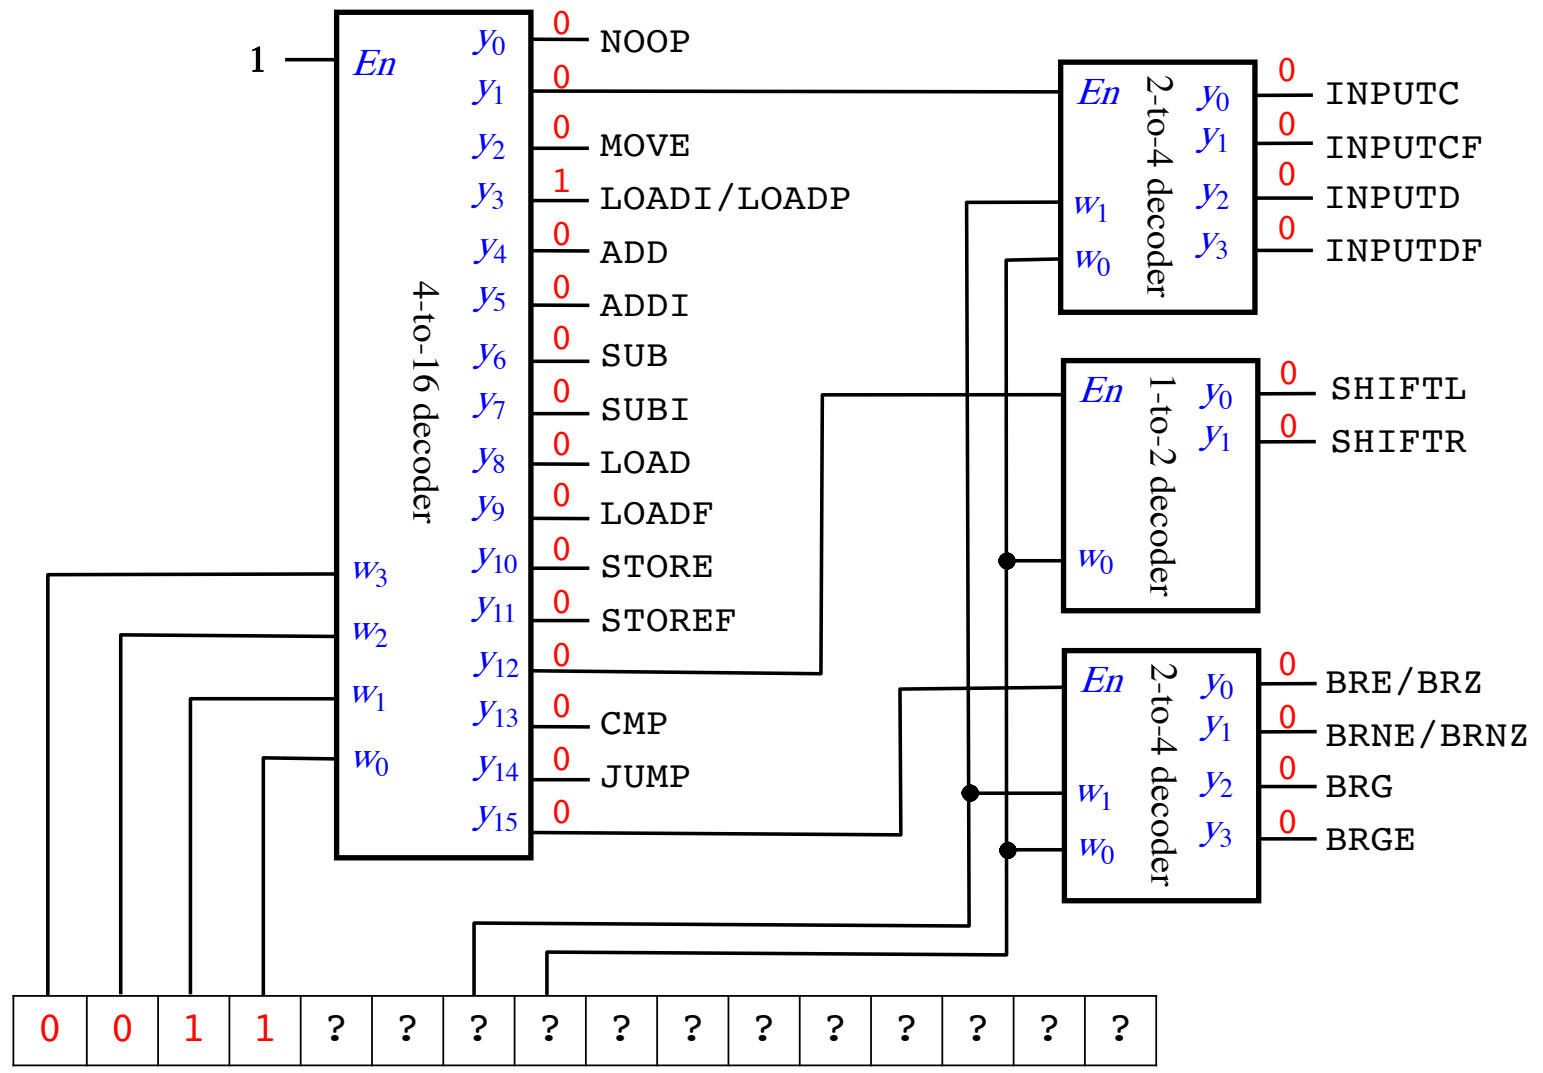 1
En
4-to-16 decoder
w3
w2
w1
w0
y0 0 NOOP
y1 0
y2 0 MOVE
y3 1 LOADI/LOADP
y4 0 ADD
y5 0 ADDI
y6 0 SUB
y7 0 SUBI
y8 0 LOAD
y9 0 LOADF
y10 0 STORE
y11 0 STOREF
y12 0
y13 0 CMP
y14 0 JUMP
y15 0
En
w1
w0
2-to-4 decoder
y0 0 INPUTC
y1 0 INPUTCF
y2 0 INPUTD
y3 0 INPUTDF
En
w0
1-to-2 decoder
y0 0 SHIFTL
y1 0 SHIFTR
En
w1
w0
2-to-4 decoder
y0 0 BRE/BRZ
y1 0 BRNE/BRNZ
y2 0 BRG
y3 0 BRGE
0 0 1 1 ? ? ? ? ? ? ? ? ? ? ? ?